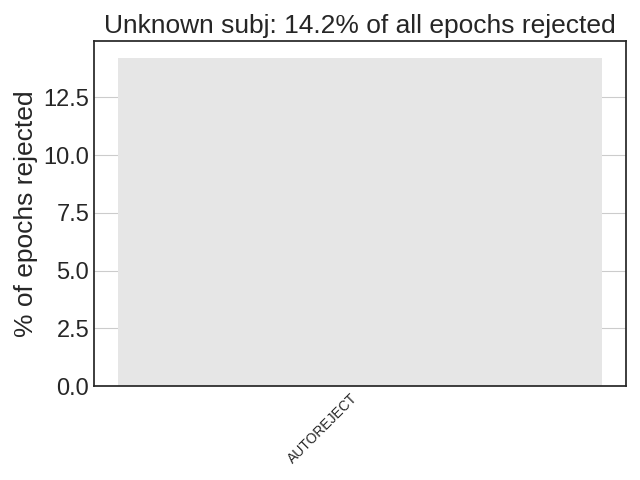 Unknown subj: 14.2% of all epochs rejected
% of epochs rejected
12.5
10.0
7.5
5.0
2.5
0.0
AUTOREJECT